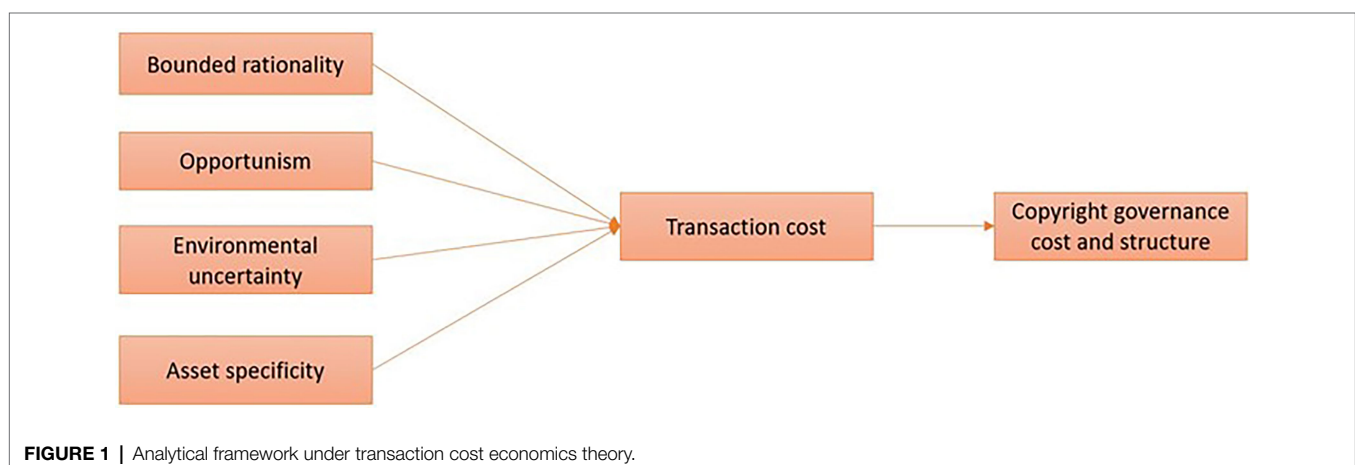 Bounded rationality
Opportunism
Environmental
uncertainty
Asset specificity
Transaction cost
Copyright governance
cost and structure
FIGURE 1 | Analytical framework under transaction cost economics theory.